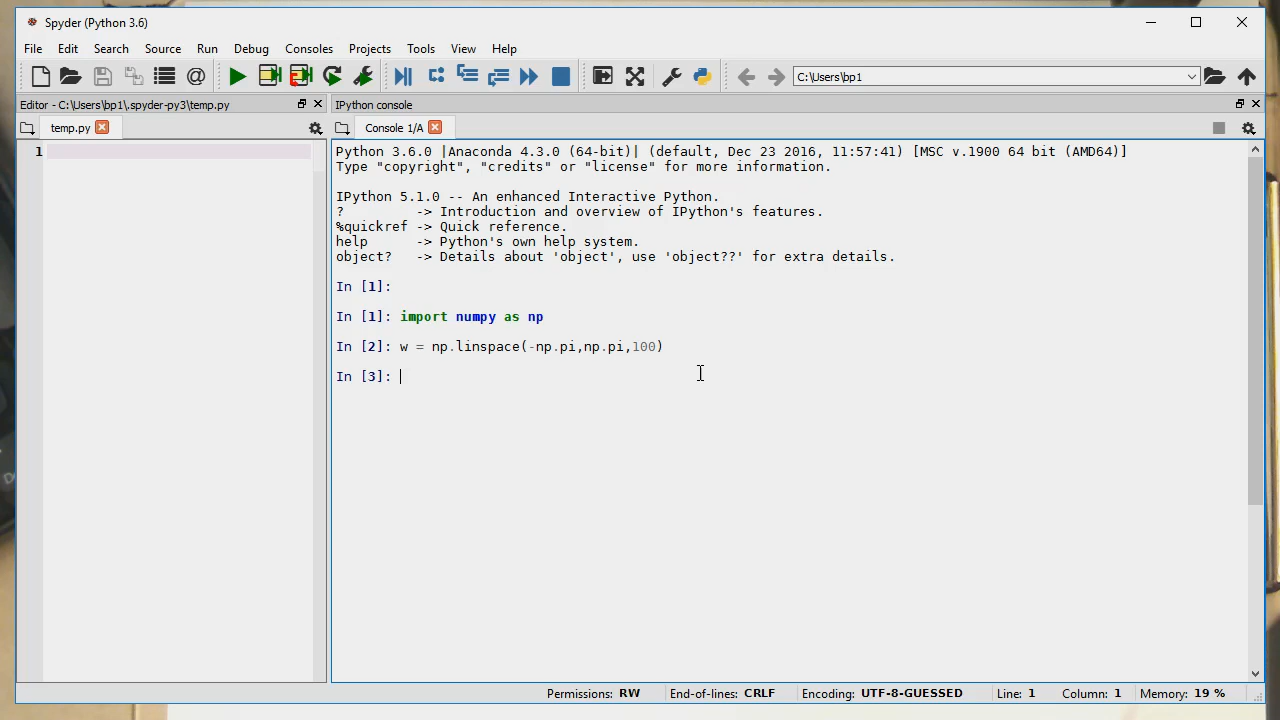 Spyder (Python 3.6)
File Edit Search Source Run Debug Consoles Projects Tools View Help
C:\Users\bp1
Editor - C:\Users\bp1\.spyder-py3\temp.py
IPython console
temp.py
Console 1/A
1
Python 3.6.0 |Anaconda 4.3.0 (64-bit)| (default, Dec 23 2016, 11:57:41) [MSC v.1900 64 bit (AMD64)]
Type "copyright", "credits" or "license" for more information.
IPython 5.1.0 -- An enhanced Interactive Python.
?         -> Introduction and overview of IPython's features.
%quickref -> Quick reference.
help      -> Python's own help system.
object?   -> Details about 'object', use 'object??' for extra details.
In [1]:
In [1]: import numpy as np
In [2]: w = np.linspace(-np.pi,np.pi,100)
In [3]:
Permissions: RW End-of-lines: CRLF Encoding: UTF-8-GUESSED Line: 1 Column: 1 Memory: 19 %